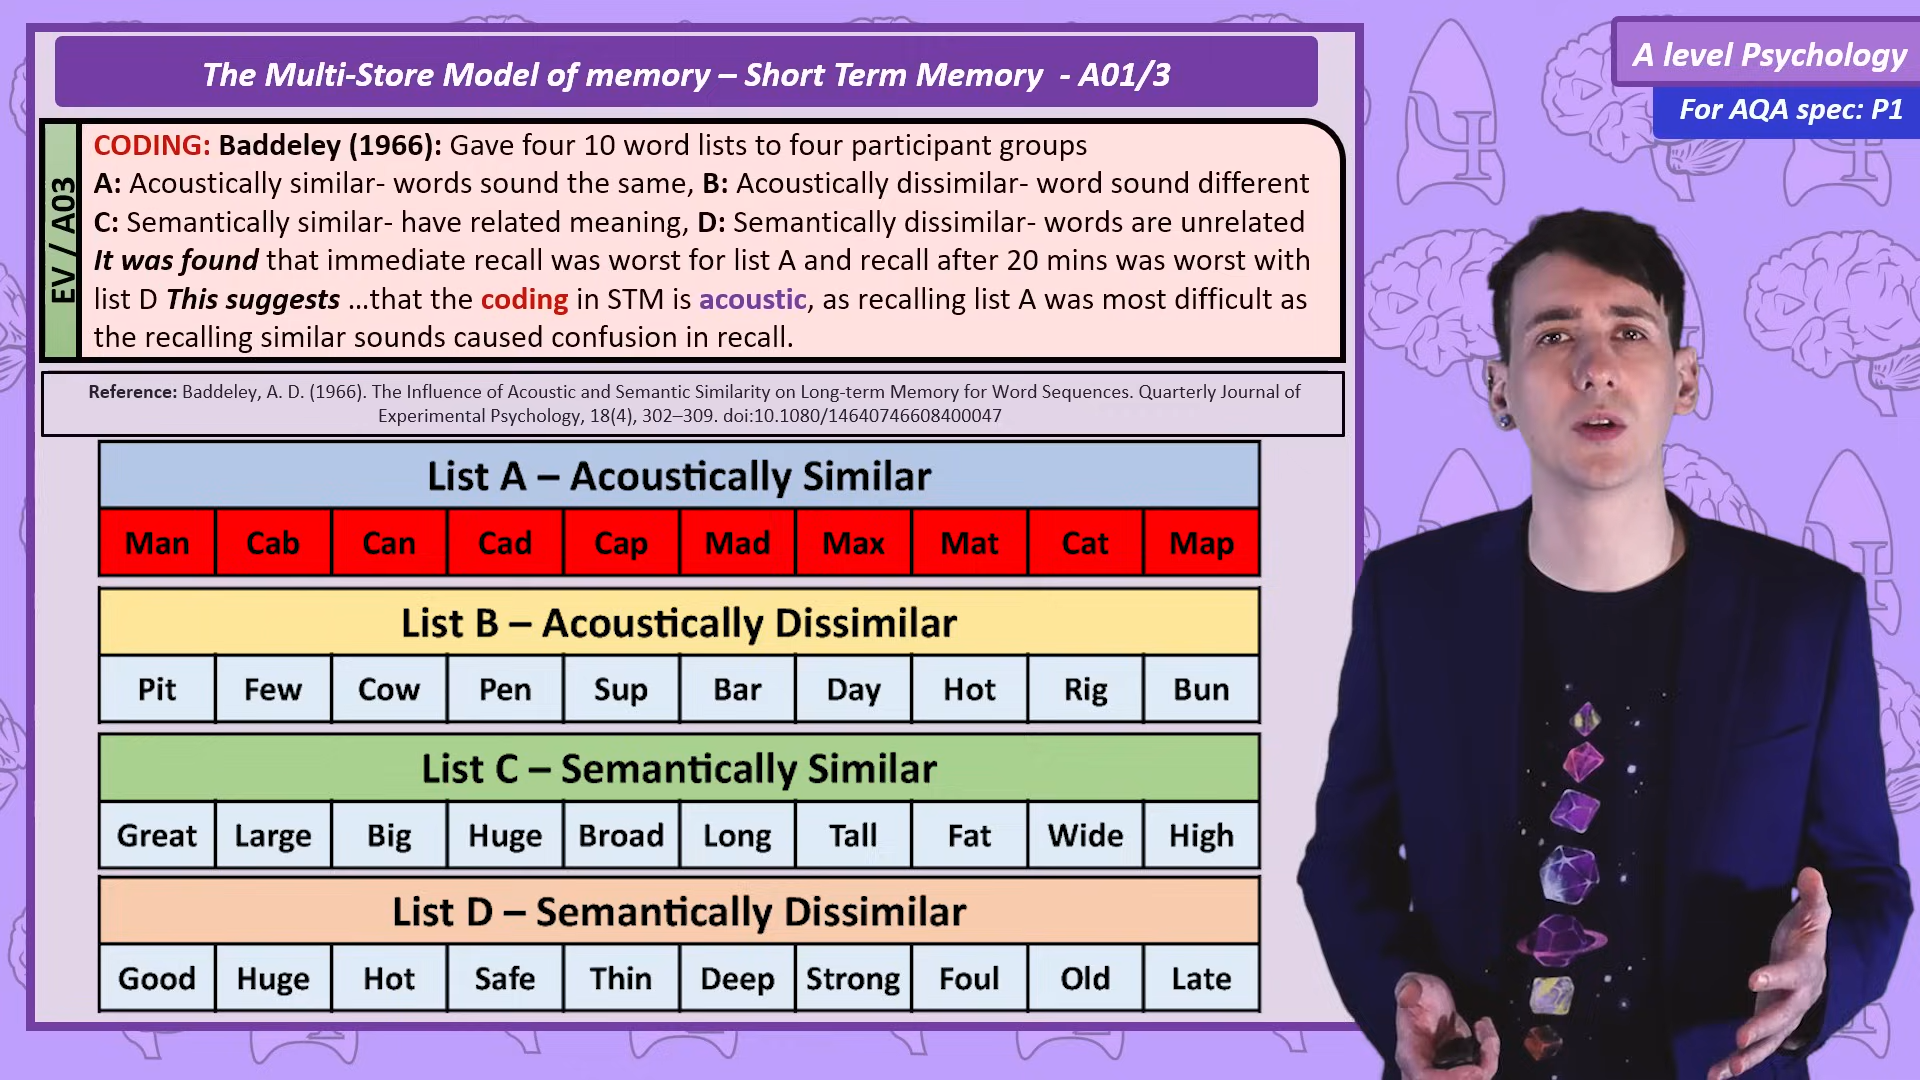 The Multi-Store Model of memory – Short Term Memory - A01/3
A level Psychology
For AQA spec: P1
EV / A03
CODING: Baddeley (1966): Gave four 10 word lists to four participant groups
A: Acoustically similar- words sound the same, B: Acoustically dissimilar- word sound different
C: Semantically similar- have related meaning, D: Semantically dissimilar- words are unrelated
It was found that immediate recall was worst for list A and recall after 20 mins was worst with
list D This suggests ...that the coding in STM is acoustic, as recalling list A was most difficult as
the recalling similar sounds caused confusion in recall.
Reference: Baddeley, A. D. (1966). The Influence of Acoustic and Semantic Similarity on Long-term Memory for Word Sequences. Quarterly Journal of
Experimental Psychology, 18(4), 302–309. doi:10.1080/14640746608400047
List A – Acoustically Similar
Man Cab Can Cad Cap Mad Max Mat Cat Map
List B – Acoustically Dissimilar
Pit Few Cow Pen Sup Bar Day Hot Rig Bun
List C – Semantically Similar
Great Large Big Huge Broad Long Tall Fat Wide High
List D – Semantically Dissimilar
Good Huge Hot Safe Thin Deep Strong Foul Old Late